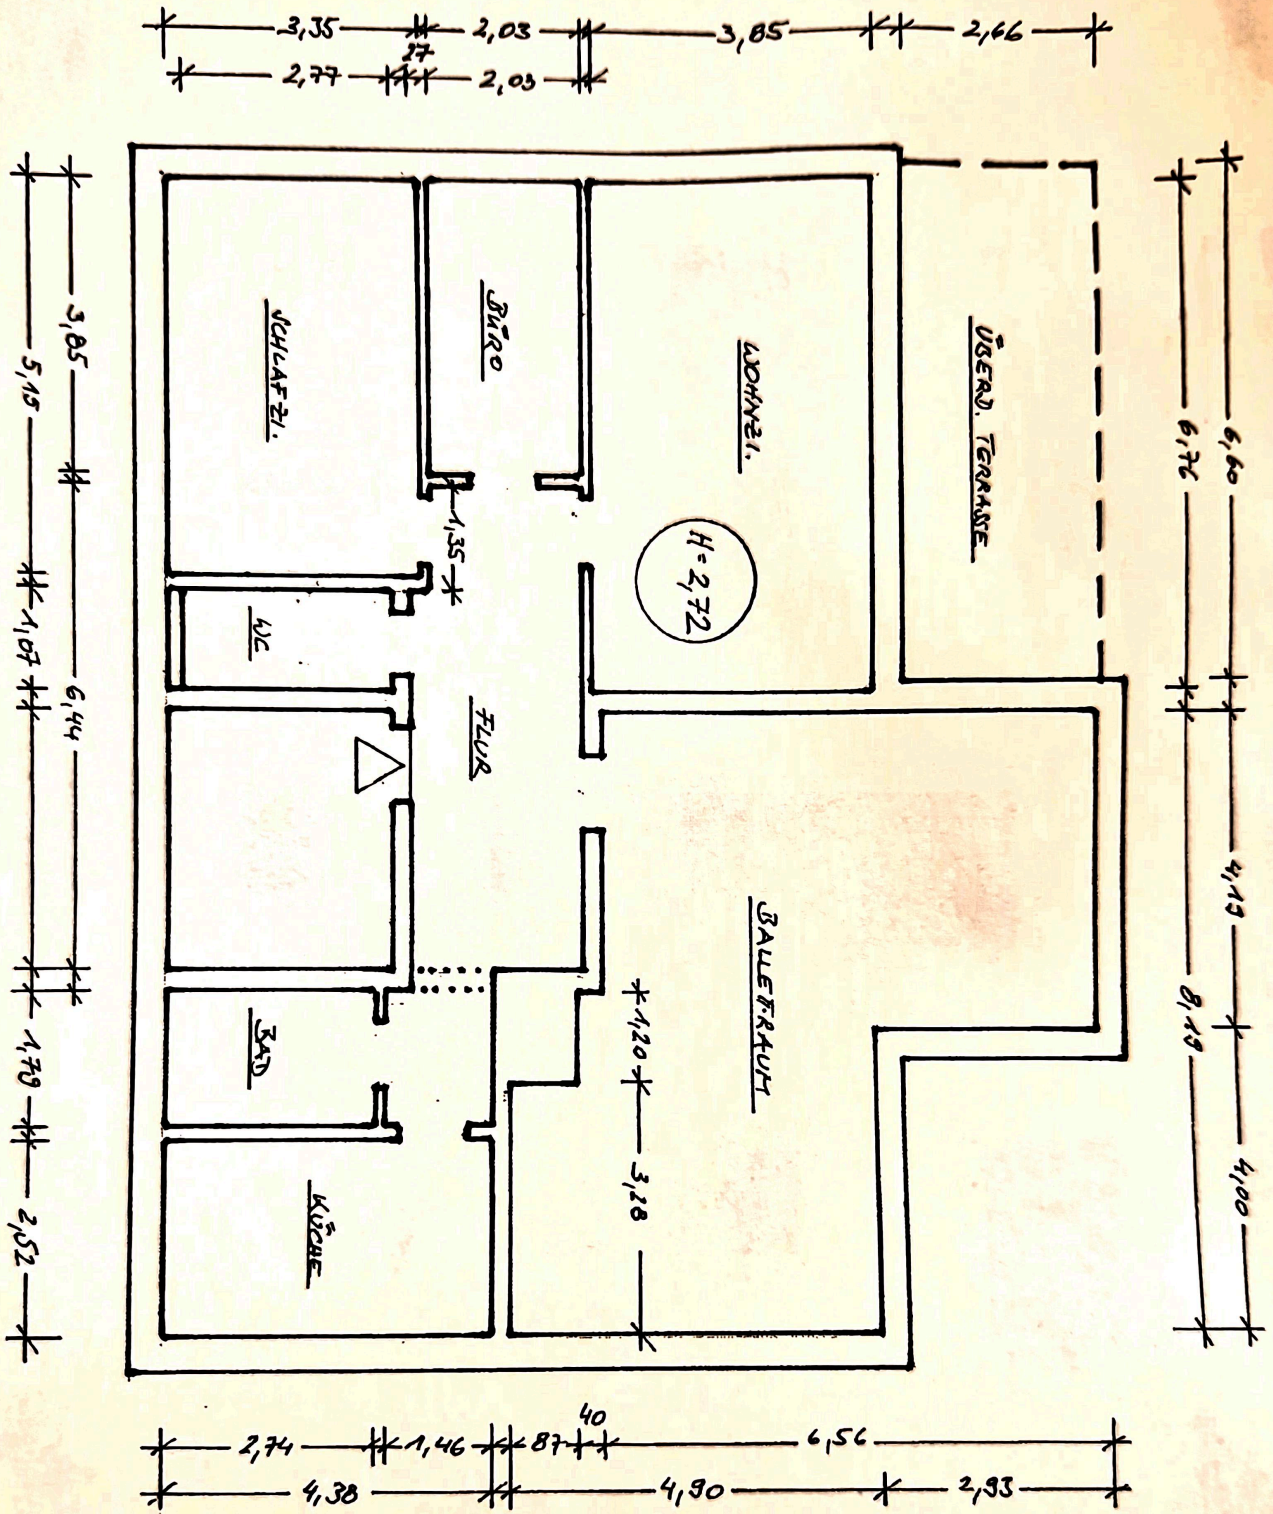 3,35
2,03
3,85
2,66
2,77
27
2,03
6,60
4,19
4,00
6,76
8,19
ÜBERD. TERRASSE
WOHNZI.
H=2,72
BÜRO
SCHLAFZI.
1,35
WC
FLUR
BALLETTRAUM
1,20
3,28
BAD
KÜCHE
3,85
6,44
5,15
1,07
1,79
2,52
2,74
1,46
87
40
6,56
4,38
4,90
2,93